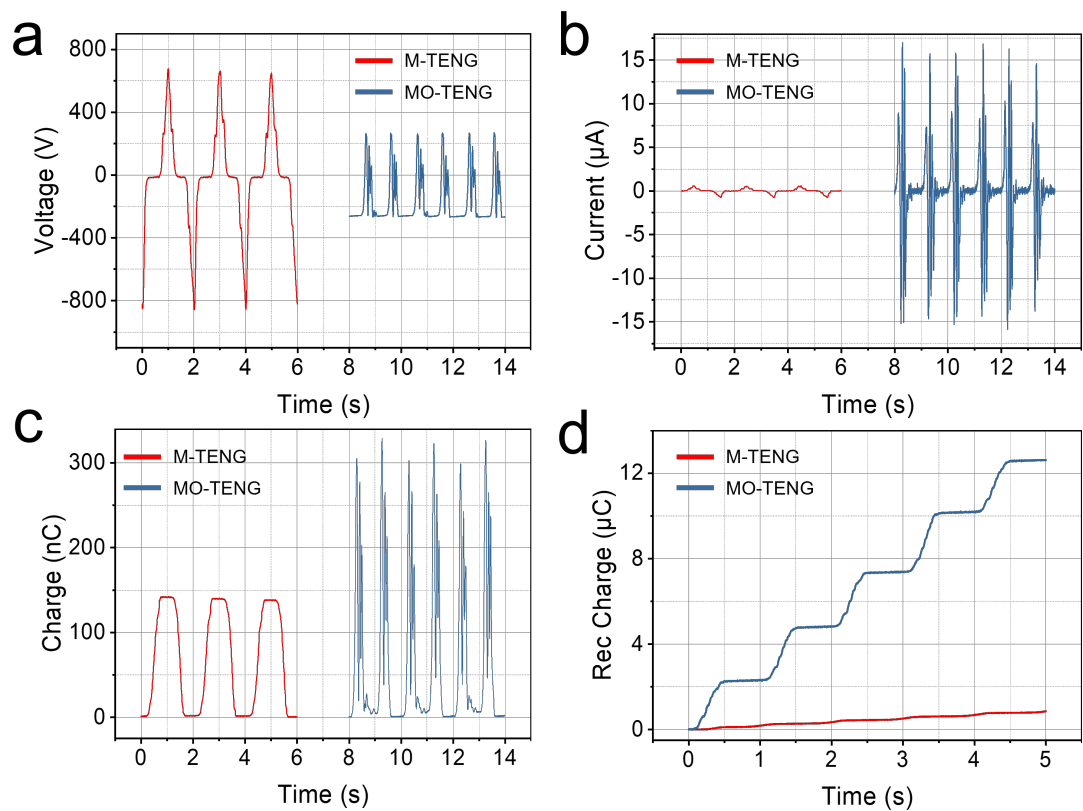 a
800
400
0
-400
-800
Voltage (V)
M-TENG
MO-TENG
0 2 4 6 8 10 12 14
Time (s)
b
15
10
5
0
-5
-10
-15
Current (µA)
M-TENG
MO-TENG
0 2 4 6 8 10 12 14
Time (s)
c
300
200
100
0
Charge (nC)
M-TENG
MO-TENG
0 2 4 6 8 10 12 14
Time (s)
d
12
8
4
0
Rec Charge (µC)
M-TENG
MO-TENG
0 1 2 3 4 5
Time (s)